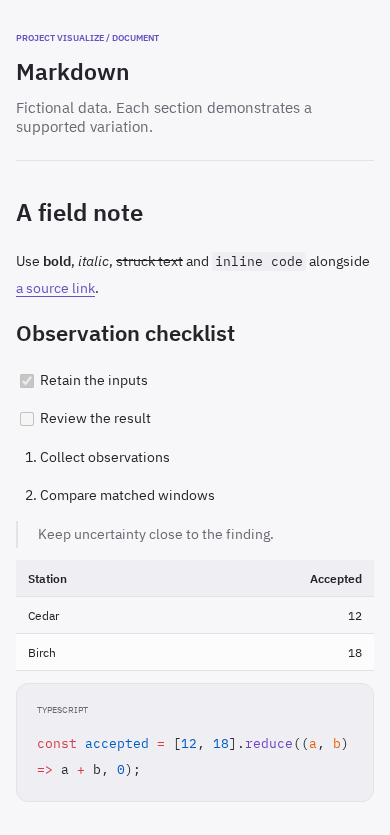 PROJECT VISUALIZE / DOCUMENT
Markdown
Fictional data. Each section demonstrates a
supported variation.
A field note
Use bold, italic, struck text and inline code alongside
a source link.
Observation checklist
Retain the inputs
Review the result
1. Collect observations
2. Compare matched windows
Keep uncertainty close to the finding.
Station Accepted
Cedar 12
Birch 18
TYPESCRIPT
const accepted = [12, 18].reduce((a, b)
=> a + b, 0);